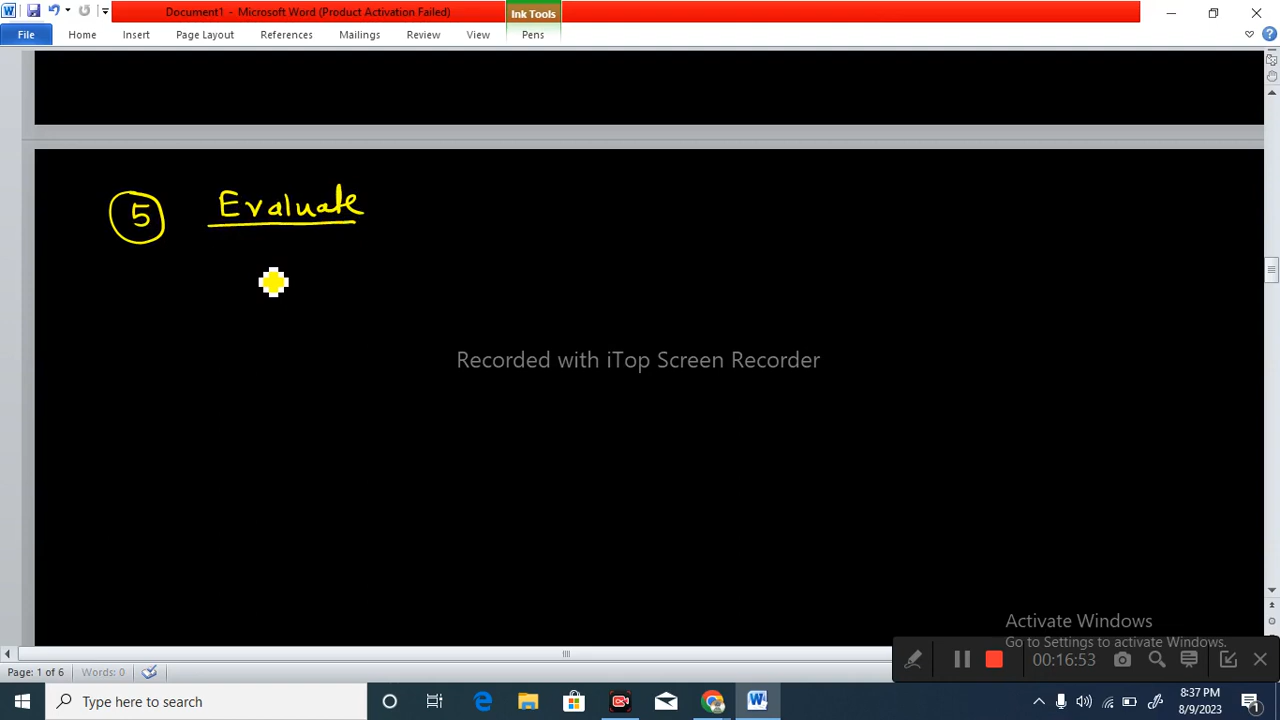 Document1 - Microsoft Word (Product Activation Failed)
Ink Tools
File Home Insert Page Layout References Mailings Review View Pens
5 Evaluate
Recorded with iTop Screen Recorder
Activate Windows
Go to Settings to activate Windows.
00:16:53
Page: 1 of 6 Words: 0
Type here to search
8:37 PM
8/9/2023
1